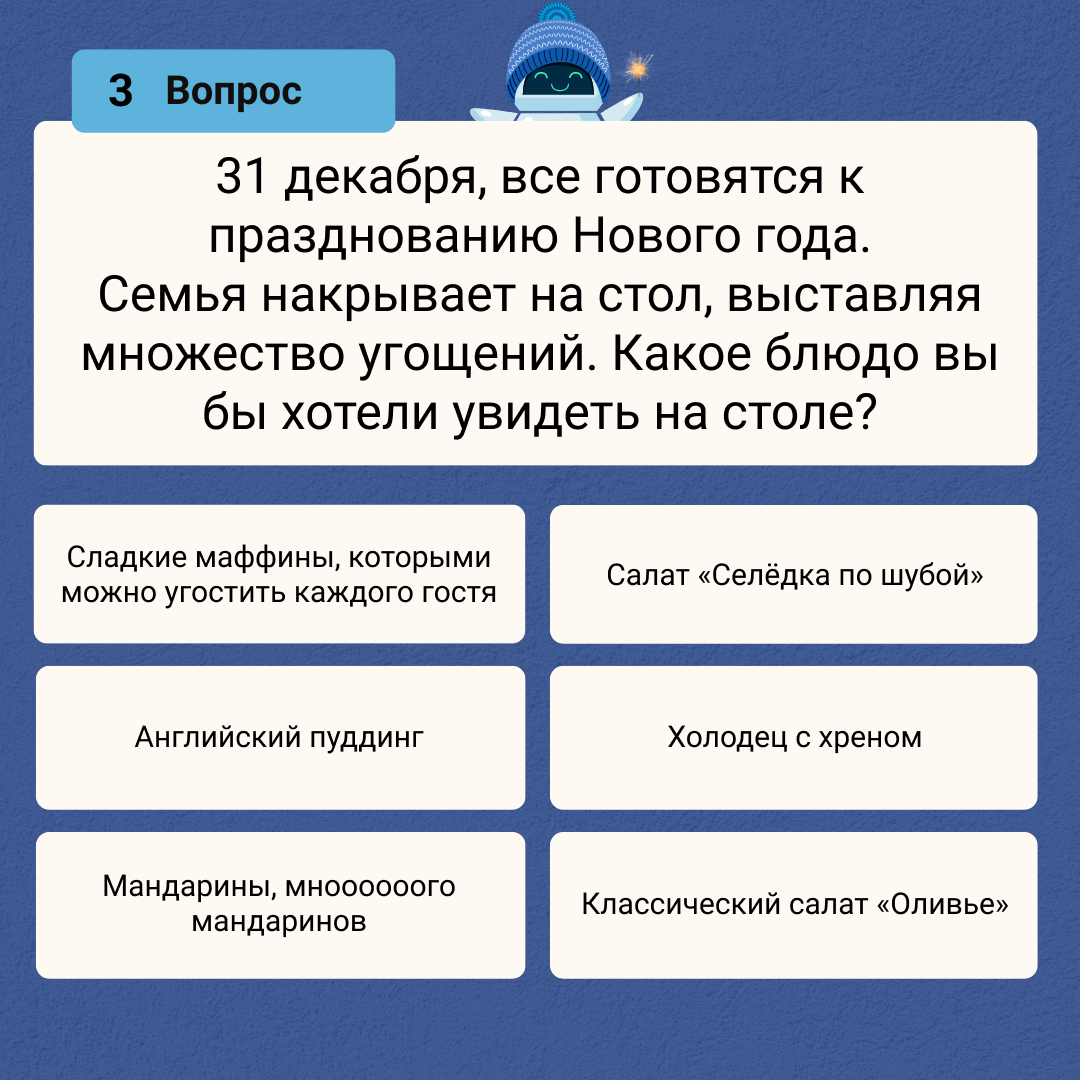 3 Вопрос
31 декабря, все готовятся к
празднованию Нового года.
Семья накрывает на стол, выставляя
множество угощений. Какое блюдо вы
бы хотели увидеть на столе?
Сладкие маффины, которыми
можно угостить каждого гостя
Салат «Селёдка по шубой»
Английский пуддинг
Холодец с хреном
Мандарины, мноооооого
мандаринов
Классический салат «Оливье»